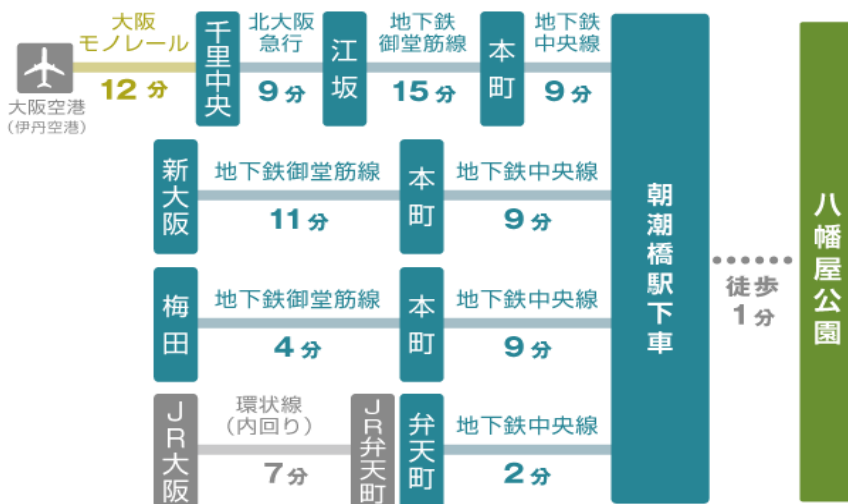 大阪
モノレール
12 分
大阪空港
(伊丹空港)
千里中央
北大阪
急行
9 分
江坂
地下鉄
御堂筋線
15 分
本町
地下鉄
中央線
9 分
新大阪
地下鉄御堂筋線
11 分
本町
地下鉄中央線
9 分
梅田
地下鉄御堂筋線
4 分
本町
地下鉄中央線
9 分
JR大阪
環状線
(内回り)
7 分
JR弁天町
弁天町
地下鉄中央線
2 分
朝潮橋駅下車
徒歩
1 分
八幡屋公園